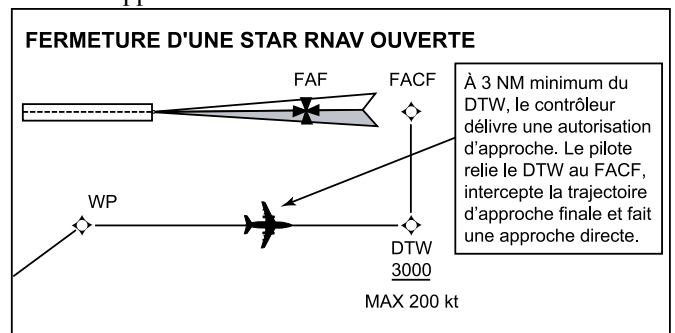 FERMETURE D'UNE STAR RNAV OUVERTE
FAF
FACF
À 3 NM minimum du
DTW, le contrôleur
délivre une autorisation
d'approche. Le pilote
relie le DTW au FACF,
intercepte la trajectoire
d'approche finale et fait
une approche directe.
WP
DTW
3000
MAX 200 kt